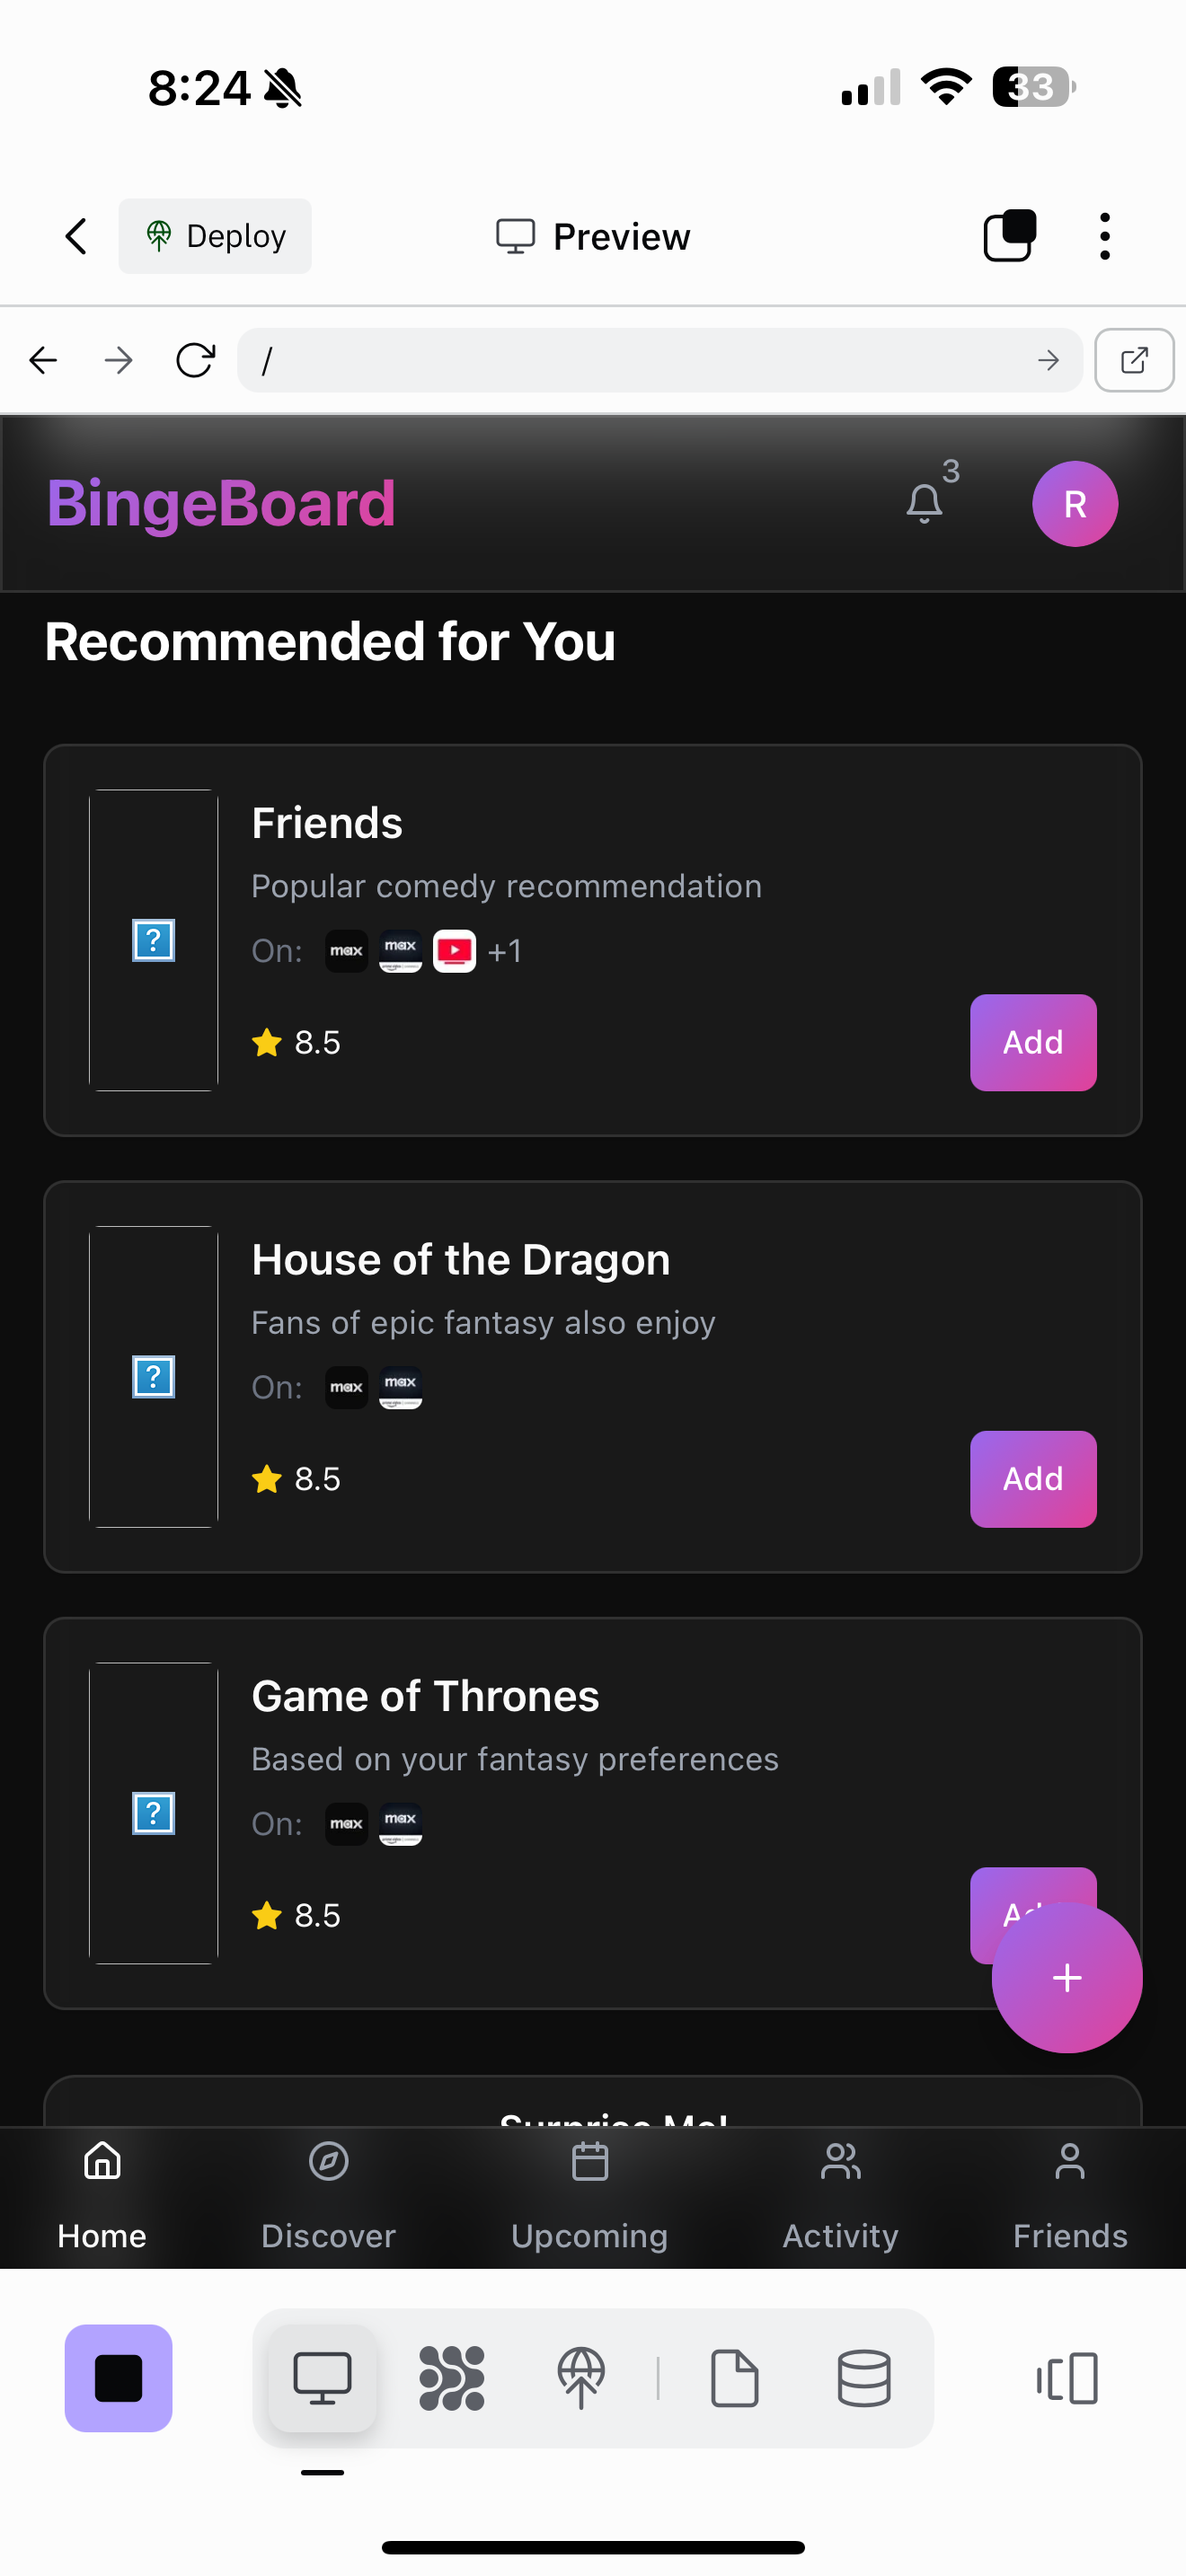 8:24
33
Deploy
Preview
/
BingeBoard
3
R
Recommended for You
?
Friends
Popular comedy recommendation
On: max max +1
8.5
Add
?
House of the Dragon
Fans of epic fantasy also enjoy
On: max max
8.5
Add
?
Game of Thrones
Based on your fantasy preferences
On: max max
8.5
+
Surprise Me!
Home
Discover
Upcoming
Activity
Friends